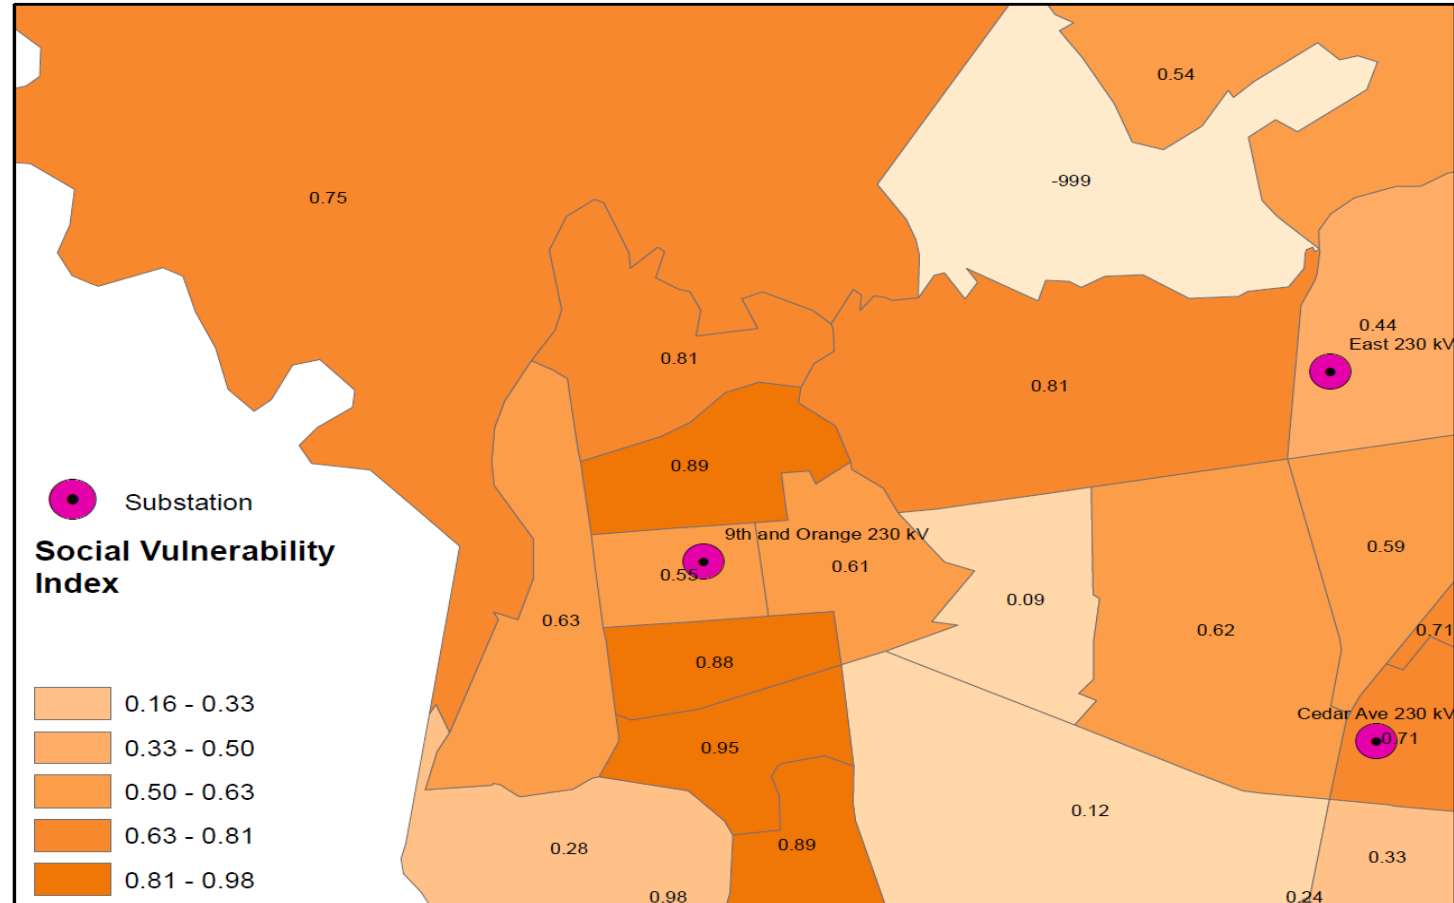 0.54
-999
0.75
0.44
East 230 kV
0.81
0.81
0.89
Substation
9th and Orange 230 kV
0.59
Social Vulnerability
Index
0.55
0.61
0.09
0.63
0.62
0.71
0.88
0.16 - 0.33
Cedar Ave 230 kV
0.33 - 0.50
0.95
0.71
0.50 - 0.63
0.12
0.63 - 0.81
0.28
0.89
0.33
0.81 - 0.98
0.98
0.24